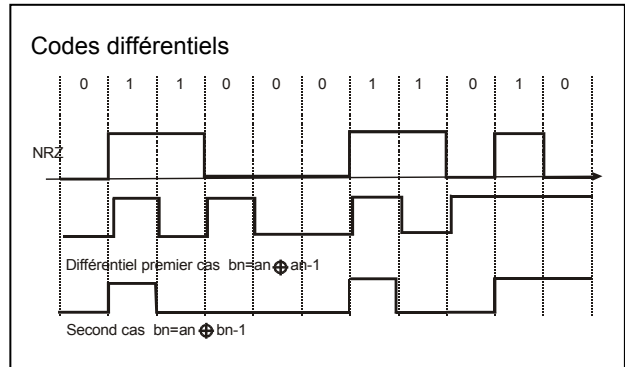 Codes différentiels
0 1 1 0 0 0 1 1 0 1 0
NRZ
Différentiel premier cas bn=an⊕an-1
Second cas bn=an⊕bn-1